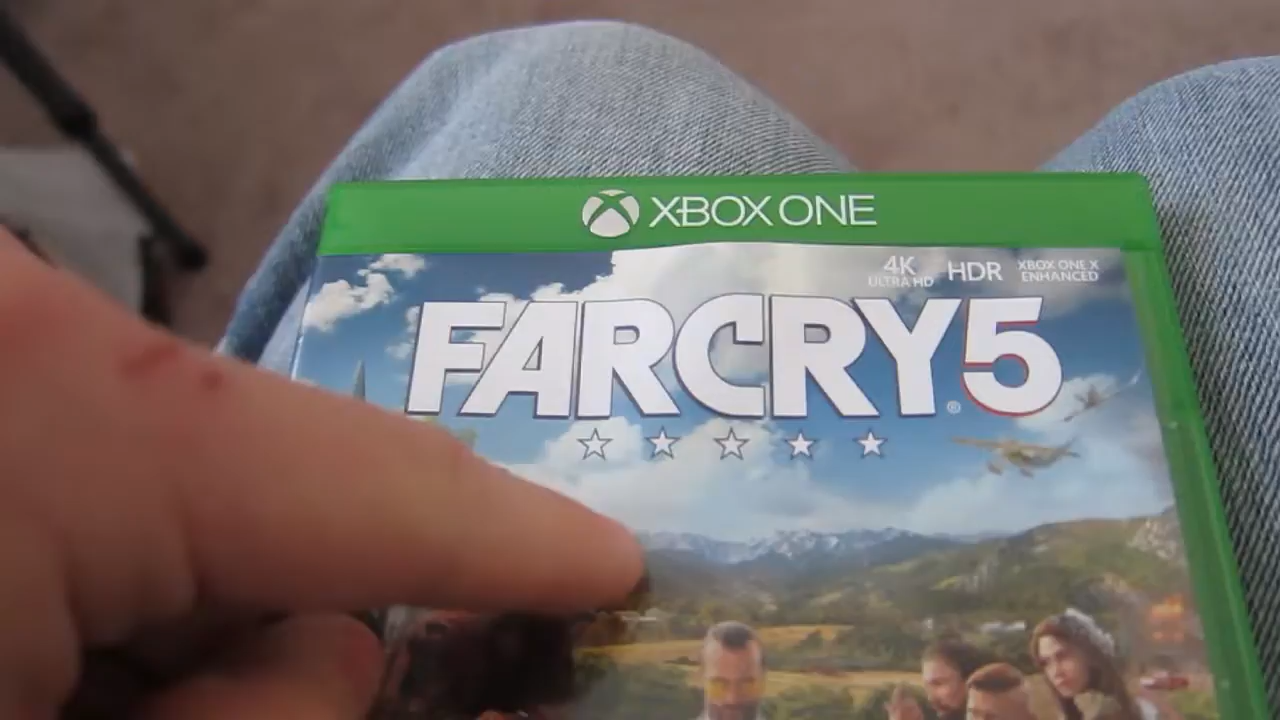 XBOX ONE
4K ULTRA HD
HDR
XBOX ONE X ENHANCED
FARCRY5®